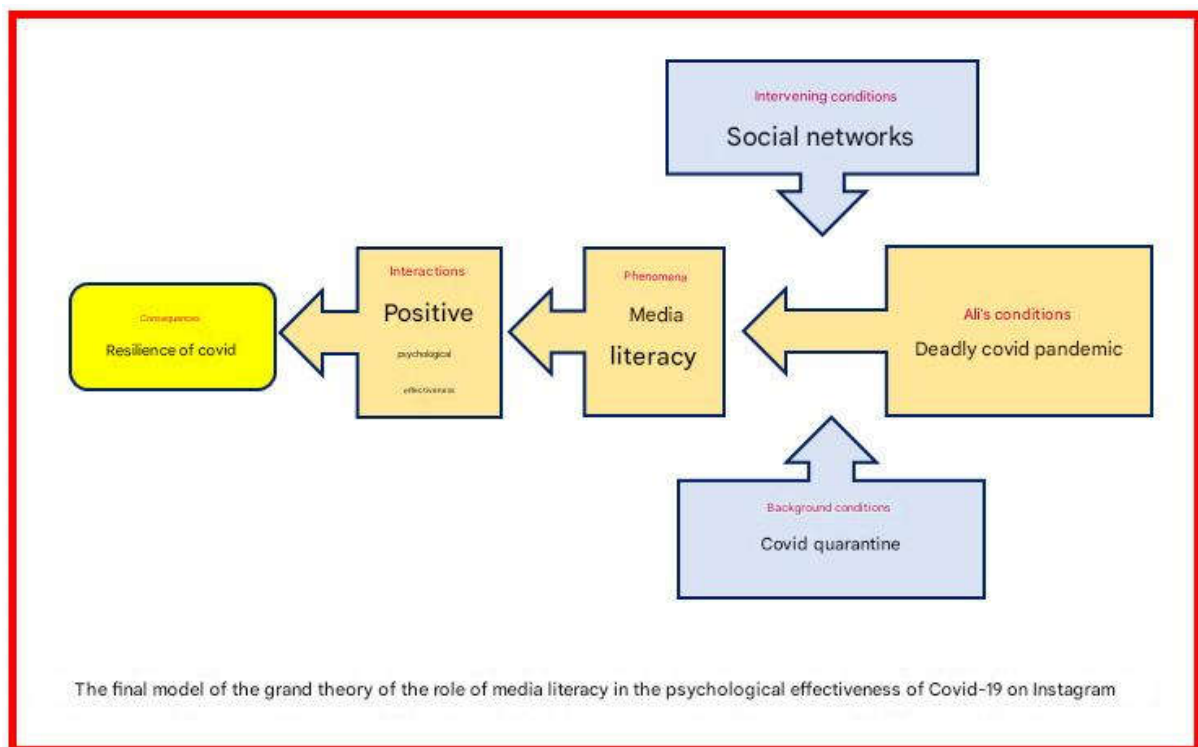 Intervening conditions
Social networks
Consequences
Resilience of covid
Interactions
Positive
psychological
effectiveness
Phenomena
Media
literacy
Ali's conditions
Deadly covid pandemic
Background conditions
Covid quarantine
The final model of the grand theory of the role of media literacy in the psychological effectiveness of Covid-19 on Instagram